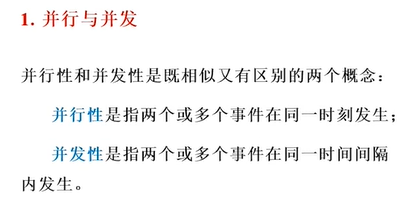 1. 并行与并发
并行性和并发性是既相似又有区别的两个概念：
并行性是指两个或多个事件在同一时刻发生；
并发性是指两个或多个事件在同一时间间隔
内发生。